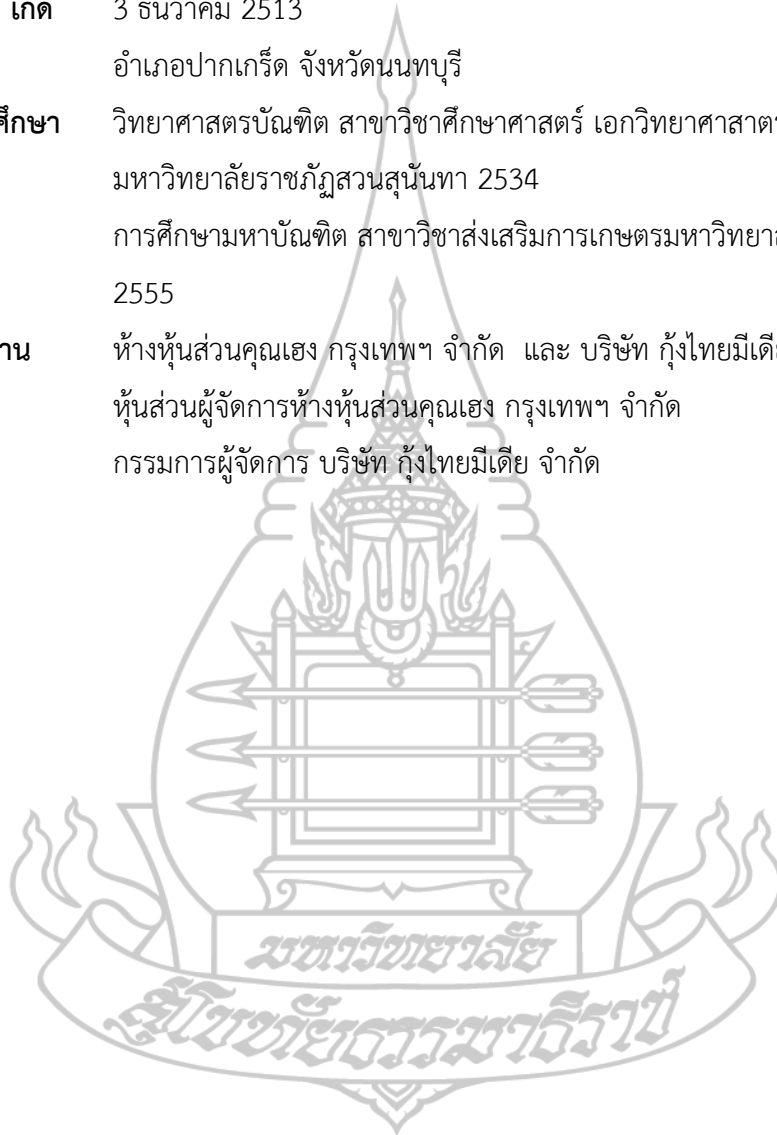 เกิด 3 ธันวาคม 2513
อำเภอปากเกร็ด จังหวัดนนทบุรี
ศึกษา วิทยาศาสตรบัณฑิต สาขาวิชาศึกษาศาสตร์ เอกวิทยาศาสาตร
มหาวิทยาลัยราชภัฏสวนสุนันทา 2534
การศึกษามหาบัณฑิต สาขาวิชาส่งเสริมการเกษตรมหาวิทยา
2555
าน ห้างหุ้นส่วนคุณเฮง กรุงเทพฯ จำกัด และ บริษัท กุ้งไทยมีเดีย
หุ้นส่วนผู้จัดการห้างหุ้นส่วนคุณเฮง กรุงเทพฯ จำกัด
กรรมการผู้จัดการ บริษัท กุ้งไทยมีเดีย จำกัด
มหาวิทยาลัย
สุโขทัยธรรมาธิราช